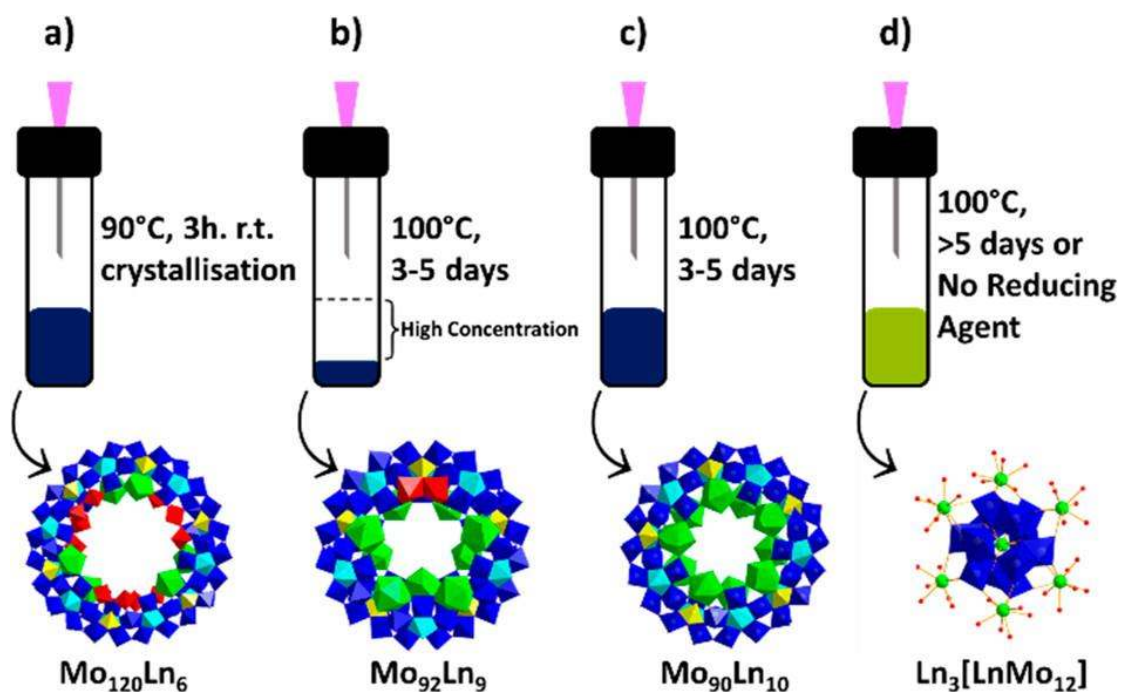 a)
b)
c)
d)
90°C, 3h. r.t.
crystallisation
100°C,
3-5 days
High Concentration
100°C,
3-5 days
100°C,
>5 days or
No Reducing
Agent
Mo₁₂₀Ln₆
Mo₉₂Ln₉
Mo₉₀Ln₁₀
Ln₃[LnMo₁₂]